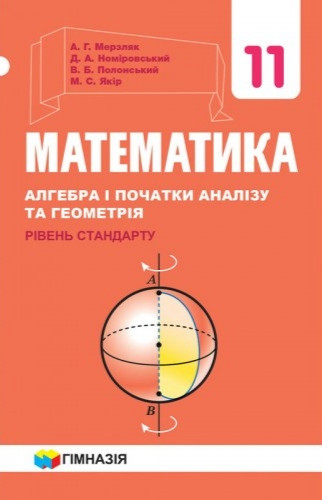 А. Г. Мерзляк
Д. А. Номіровський
В. Б. Полонський
М. С. Якір
11
МАТЕМАТИКА
АЛГЕБРА І ПОЧАТКИ АНАЛІЗУ
ТА ГЕОМЕТРІЯ
РІВЕНЬ СТАНДАРТУ
A
B
ГІМНАЗІЯ